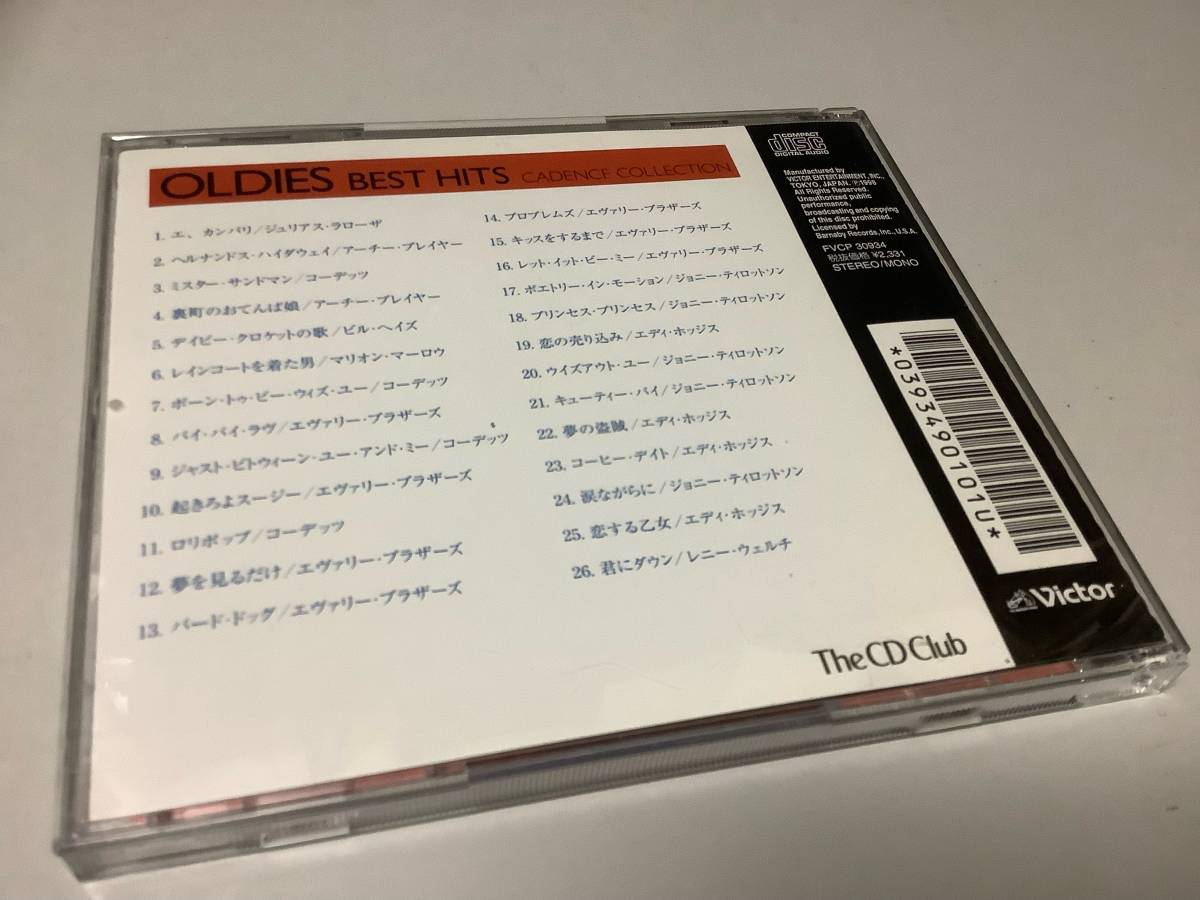 OLDIES BEST HITS CADENCE COLLECTION
1. エ、カンパリ/ジュリアス・ラローザ
2. ヘルナンドス・ハイダウェイ/アーチー・ブレイヤー
3. ミスター・サンドマン/コーデッツ
4. 裏町のおてんば娘/アーチー・ブレイヤー
5. デイビー・クロケットの歌/ビル・ヘイズ
6. レインコートを着た男/マリオン・マーロウ
7. ボーン・トゥ・ビー・ウィズ・ユー/コーデッツ
8. バイ・バイ・ラヴ/エヴァリー・ブラザーズ
9. ジャスト・ビトウィーン・ユー・アンド・ミー/コーデッツ
10. 起きろよスージー/エヴァリー・ブラザーズ
11. ロリポップ/コーデッツ
12. 夢を見るだけ/エヴァリー・ブラザーズ
13. バード・ドッグ/エヴァリー・ブラザーズ
14. プロブレムズ/エヴァリー・ブラザーズ
15. キッスをするまで/エヴァリー・ブラザーズ
16. レット・イット・ビー・ミー/エヴァリー・ブラザーズ
17. ポエトリー・イン・モーション/ジョニー・ティロットソン
18. プリンセス・プリンセス/ジョニー・ティロットソン
19. 恋の売り込み/エディ・ホッジス
20. ウイズアウト・ユー/ジョニー・ティロットソン
21. キューティー・パイ/ジョニー・ティロットソン
22. 夢の盗賊/エディ・ホッジス
23. コーヒー・デイト/エディ・ホッジス
24. 涙ながらに/ジョニー・ティロットソン
25. 恋する乙女/エディ・ホッジス
26. 君にダウン/レニー・ウェルチ
The CD Club
COMPACT
disc
DIGITAL AUDIO
Manufactured by
VICTOR ENTERTAINMENT, INC.,
TOKYO, JAPAN. ℗1998
All Rights Reserved.
Unauthorized public
performance,
broadcasting and copying
of this disc prohibited.
Licensed by
Barnaby Records, Inc., U.S.A.
FVCP 30934
税抜価格 ¥2,331
STEREO/MONO
*0393490101U*
Victor